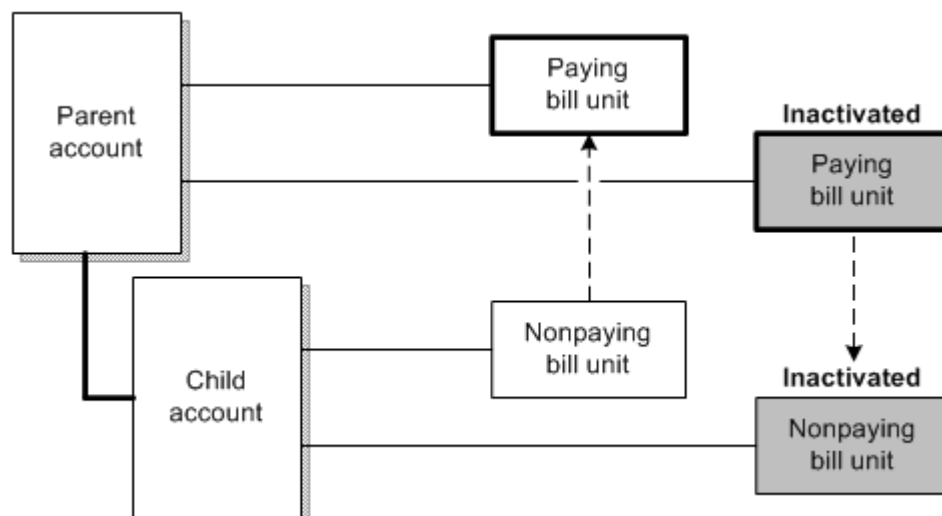 Parent
account
Paying
bill unit
Inactivated
Paying
bill unit
Child
account
Nonpaying
bill unit
Inactivated
Nonpaying
bill unit